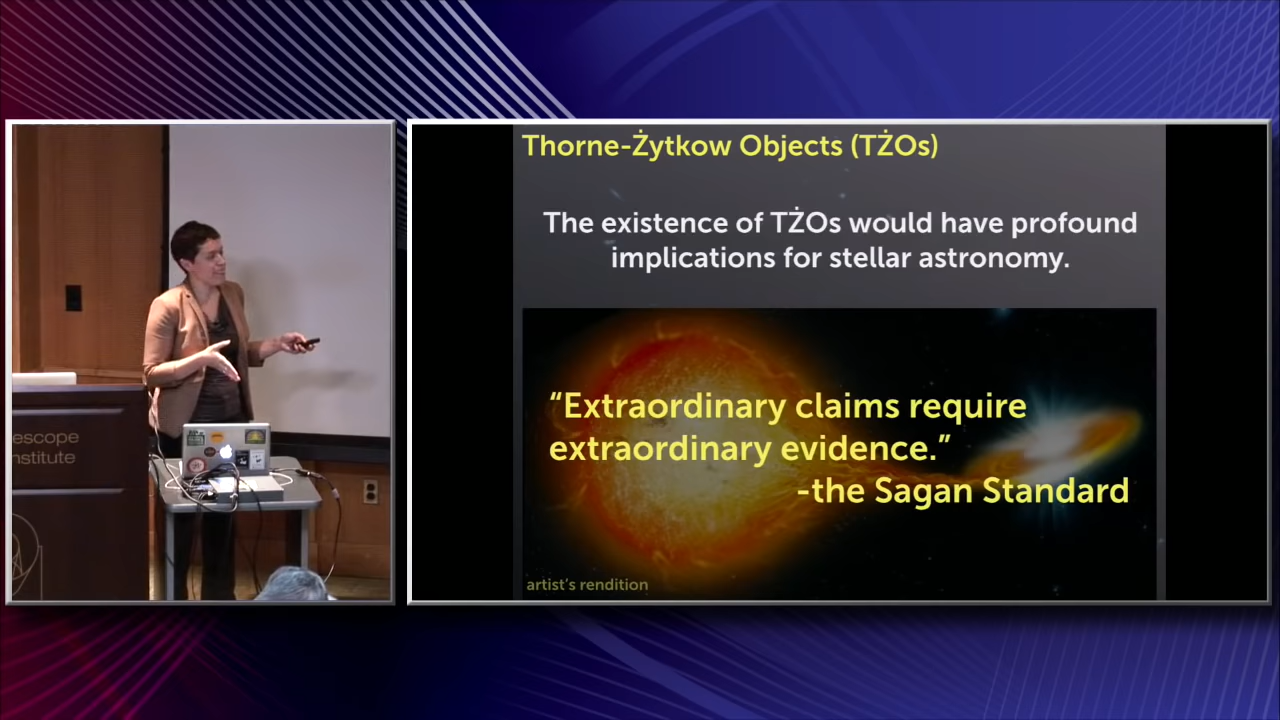 escope
nstitute
Thorne-Żytkow Objects (TŻOs)
The existence of TŻOs would have profound
implications for stellar astronomy.
“Extraordinary claims require
extraordinary evidence.”
-the Sagan Standard
artist’s rendition